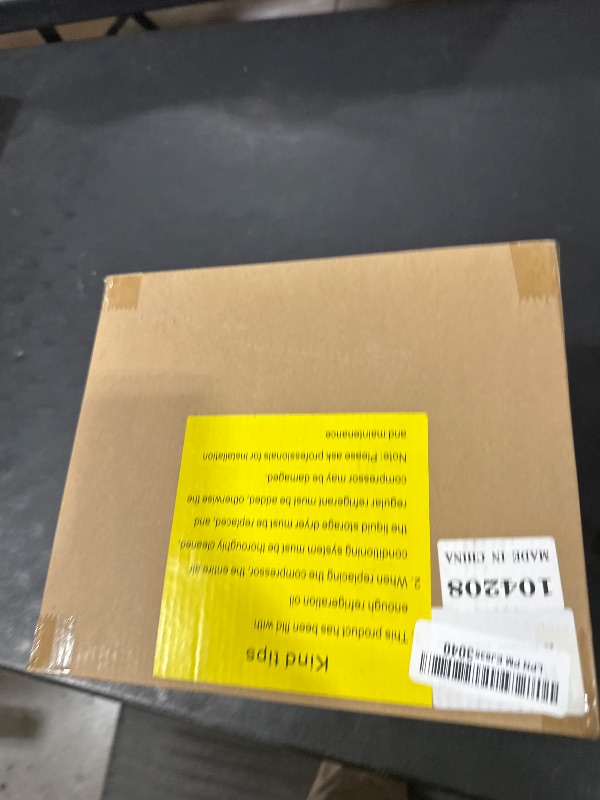 Kind tips
This product has been flld with
enough refrigeration oil
2. When replacing the compressor, the entire air
conditioning system must be thoroughly cleaned,
the liquid storage dryer must be replaced, and
regular refrigerant must be added, otherwise the
compressor may be damaged.
Note: Please ask professionals for installation
and maintenance
104208
MADE IN CHINA